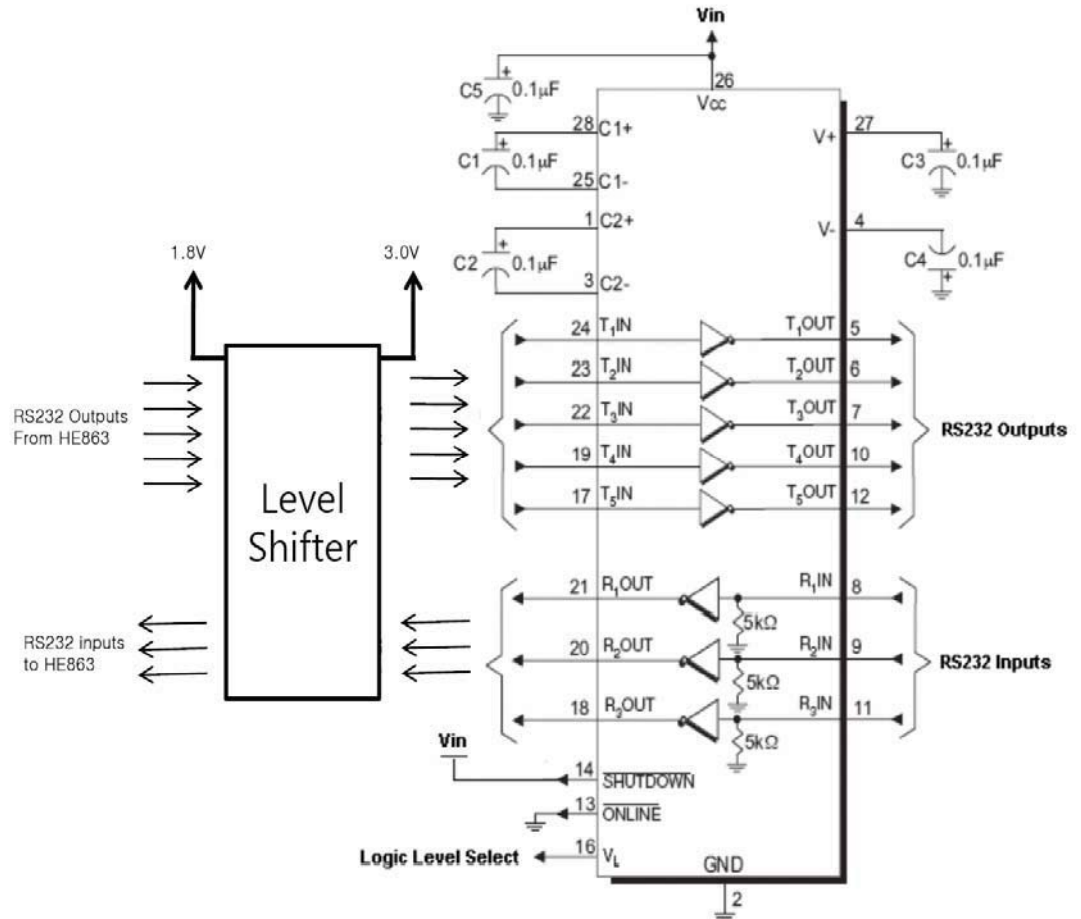 Vin
26
Vcc
C5
+
0.1µF
28
C1+
C1
+
0.1µF
25
C1-
V+
27
C3
+
0.1µF
1
C2+
C2
+
0.1µF
3
C2-
V-
4
C4
+
0.1µF
1.8V
3.0V
RS232 Outputs
From HE863
Level
Shifter
RS232 inputs
to HE863
24
T₁IN
T₁OUT
5
23
T₂IN
T₂OUT
6
22
T₃IN
T₃OUT
7
19
T₄IN
T₄OUT
10
17
T₅IN
T₅OUT
12
RS232 Outputs
21
R₁OUT
R₁IN
8
5kΩ
20
R₂OUT
R₂IN
9
5kΩ
18
R₃OUT
R₃IN
11
5kΩ
RS232 Inputs
Vin
14
SHUTDOWN
13
ONLINE
Logic Level Select
16
V_L
GND
2